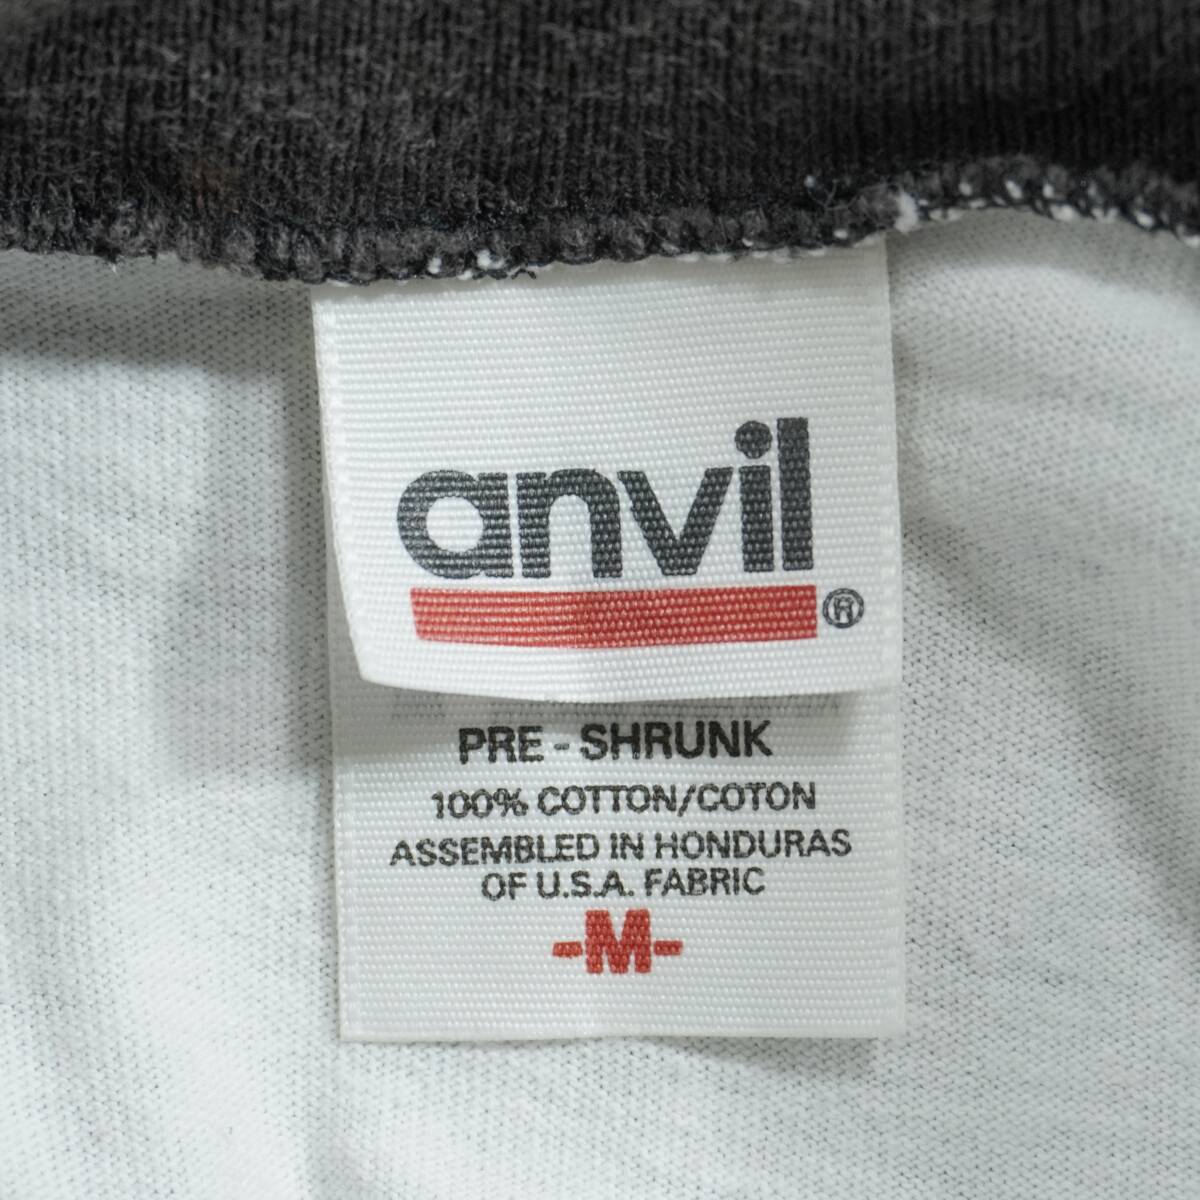 anvil
®
PRE - SHRUNK
100% COTTON/COTON
ASSEMBLED IN HONDURAS
OF U.S.A. FABRIC
-M-